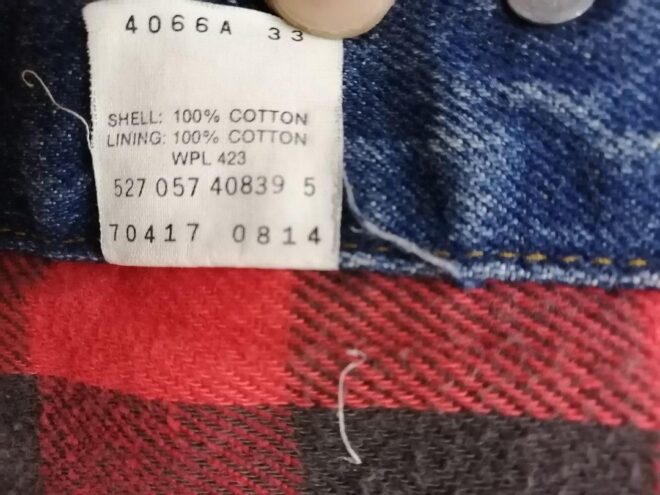 4066A 33
SHELL: 100% COTTON
LINING: 100% COTTON
WPL 423
527 057 40839 5
70417 0814